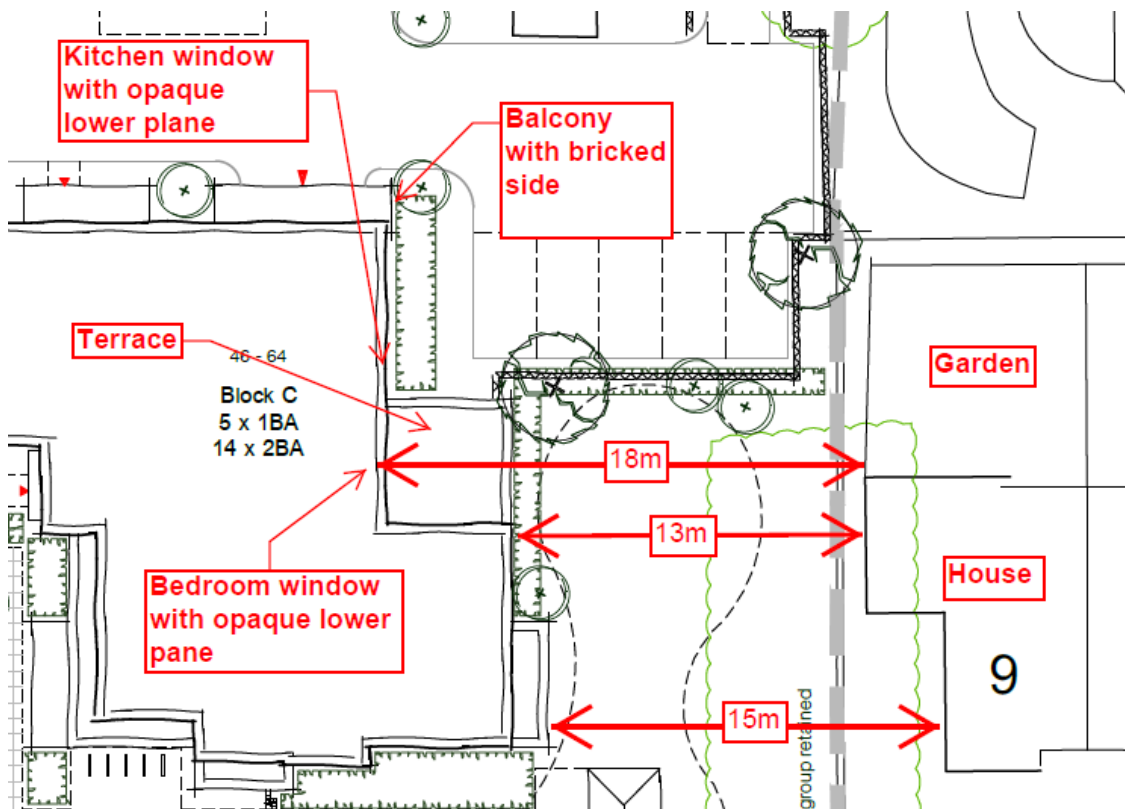 Kitchen window
with opaque
lower plane
Balcony
with bricked
side
Terrace
46 - 64
Block C
5 x 1BA
14 x 2BA
Garden
18m
13m
House
Bedroom window
with opaque lower
pane
9
15m
group retained